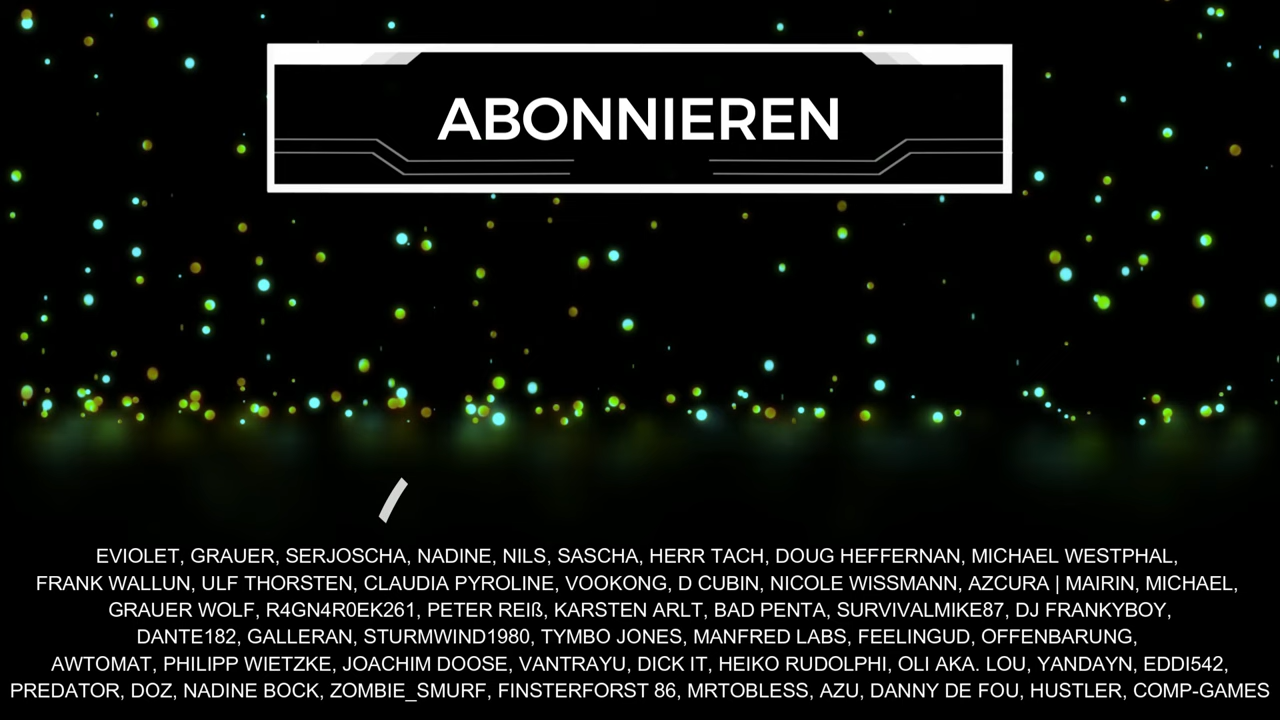 ABONNIEREN
EVIOLET, GRAUER, SERJOSCHA, NADINE, NILS, SASCHA, HERR TACH, DOUG HEFFERNAN, MICHAEL WESTPHAL,
FRANK WALLUN, ULF THORSTEN, CLAUDIA PYROLINE, VOOKONG, D CUBIN, NICOLE WISSMANN, AZCURA | MAIRIN, MICHAEL,
GRAUER WOLF, R4GN4R0EK261, PETER REIß, KARSTEN ARLT, BAD PENTA, SURVIVALMIKE87, DJ FRANKYBOY,
DANTE182, GALLERAN, STURMWIND1980, TYMBO JONES, MANFRED LABS, FEELINGUD, OFFENBARUNG,
AWTOMAT, PHILIPP WIETZKE, JOACHIM DOOSE, VANTRAYU, DICK IT, HEIKO RUDOLPHI, OLI AKA. LOU, YANDAYN, EDDI542,
PREDATOR, DOZ, NADINE BOCK, ZOMBIE_SMURF, FINSTERFORST 86, MRTOBLESS, AZU, DANNY DE FOU, HUSTLER, COMP-GAMES